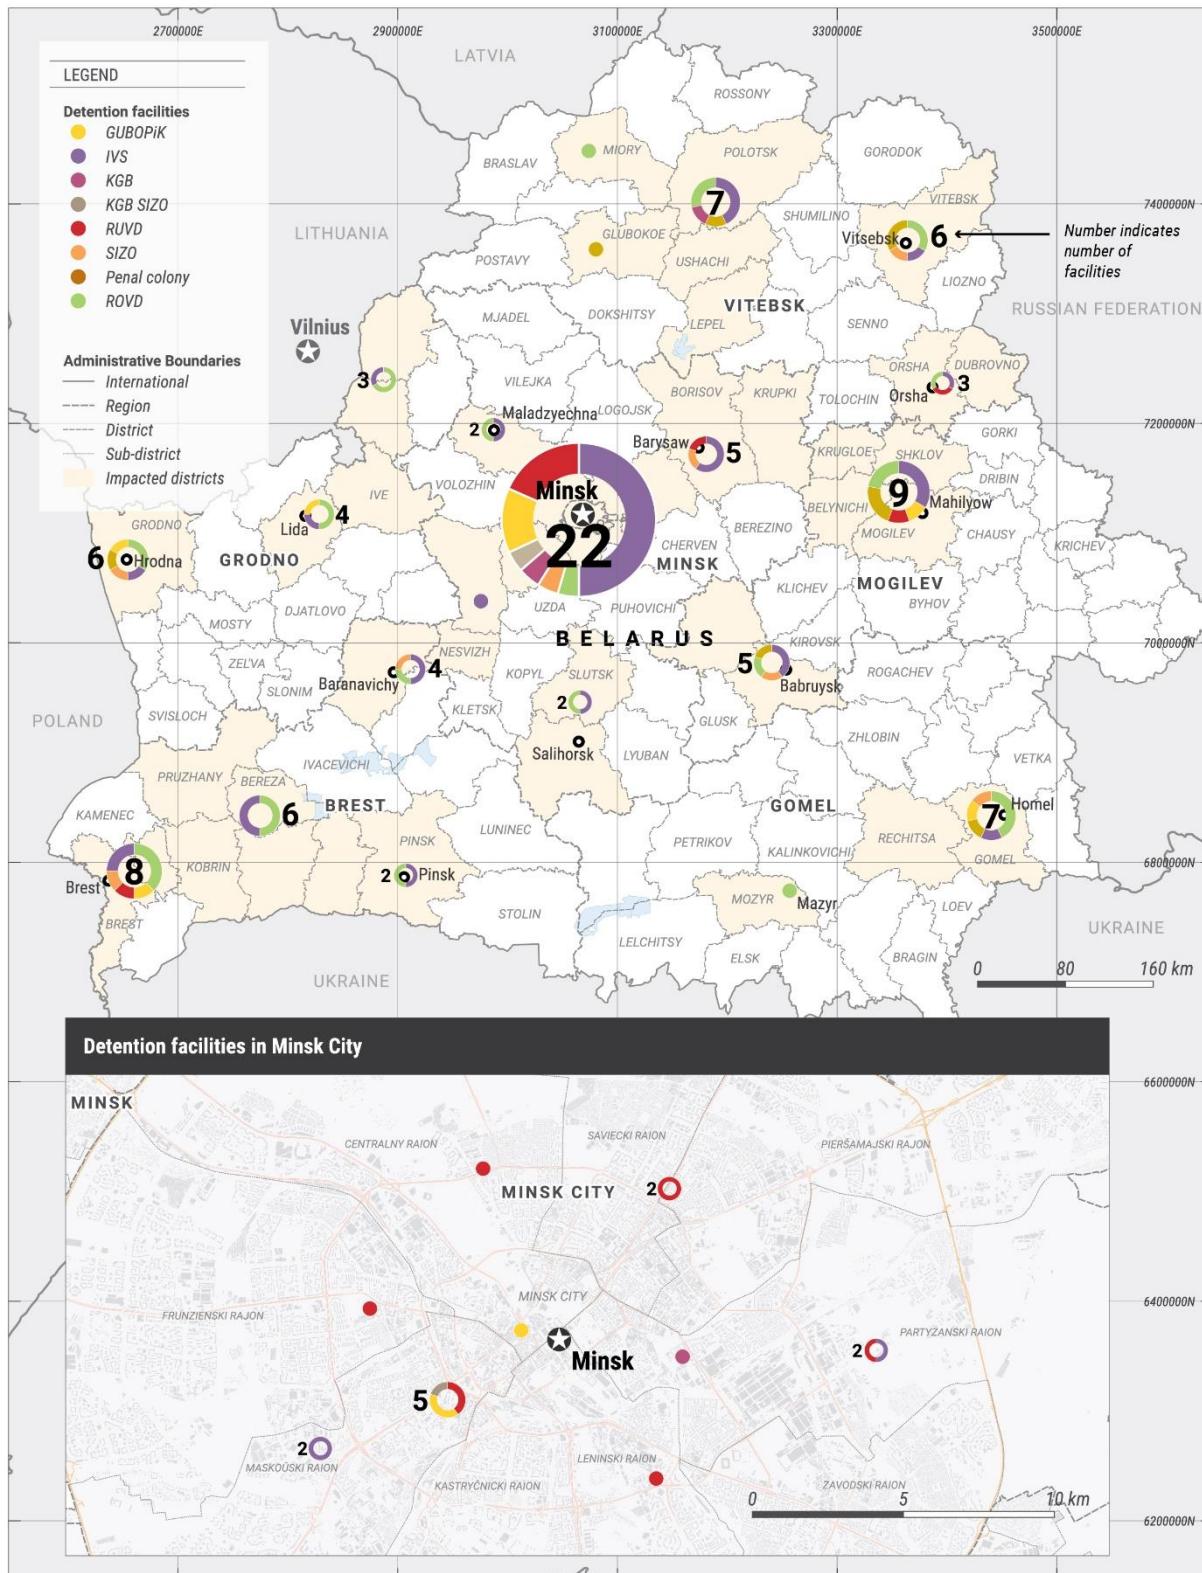 2700000E
2900000E
3100000E
3300000E
3500000E
LATVIA
LEGEND
Detention facilities
GUBOPiK
IVS
KGB
KGB SIZO
RUVD
SIZO
Penal colony
ROVD
Administrative Boundaries
International
Region
District
Sub-district
Impacted districts
ROSSONY
BRASLAV
MIORY
POLOTSK
GORODOK
7400000N
7
SHUMILINO
VITEBSK
LITHUANIA
GLUBOKOE
Vitsebsk
6
Number indicates
number of
facilities
POSTAVY
USHACHI
LIOZNO
VITEBSK
RUSSIAN FEDERATION
MJADEL
DOKSHITSY
LEPEL
SENNO
Vilnius
3
VILEJKA
BORISOV
KRUPKI
ORSHA
DUBROVNO
Orsha
3
TOLOCHIN
Maladzyechna
LOGOJSK
7200000N
2
Barysaw
5
KRUGLOE
SHKLOV
GORKI
DRIBIN
VOLOZHIN
IVE
Minsk
9
Mahilyow
BELYNICHI
MOGILEV
GRODNO
Lida
4
22
BEREZINO
CHAUSY
KRICHEV
6
Hrodna
GRODNO
CHERVEN
MINSK
KLICHEV
MOGILEV
BYHOV
DJATLOVO
UZDA
PUHOVICHI
MOSTY
BELARUS
KIROVSK
7000000N
NESVIZH
ZEL'VA
4
KOPYL
SLUTSK
5
Babruysk
ROGACHEV
Baranavichy
SLONIM
2
KLETSK
SVISLOCH
GLUSK
POLAND
ZHLOBIN
Salihorsk
LYUBAN
VETKA
IVACEVICHI
PRUZHANY
BEREZA
BREST
GOMEL
KAMENEC
6
7
Homel
PINSK
LUNINEC
PETRIKOV
RECHITSA
KALINKOVICHI
GOMEL
KOBRIN
6800000N
8
Brest
2
Pinsk
MOZYR
Mazyr
LOEV
STOLIN
BREST
UKRAINE
LELCHITSY
ELSK
BRAGIN
UKRAINE
0
80
160 km
Detention facilities in Minsk City
6600000N
MINSK
SAVIECKI RAION
CENTRALNY RAION
PIERŠAMAJSKI RAJON
MINSK CITY
2
MINSK CITY
6400000N
FRUNZIENSKI RAJON
PARTYŽANSKI RAION
2
Minsk
5
2
MASKOŬSKI RAION
LENINSKI RAION
KASTRYČNICKI RAION
ZAVODSKI RAION
0
5
10 km
6200000N